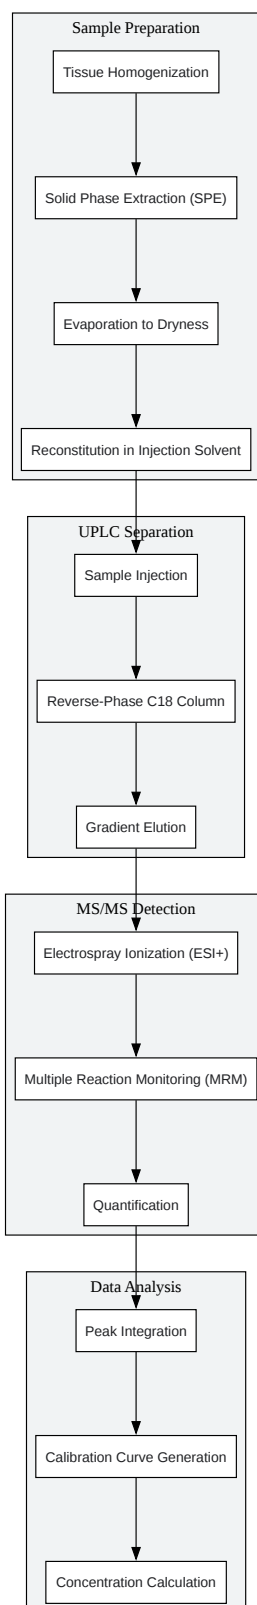 Sample Preparation
Tissue Homogenization
Solid Phase Extraction (SPE)
Evaporation to Dryness
Reconstitution in Injection Solvent
UPLC Separation
Sample Injection
Reverse-Phase C18 Column
Gradient Elution
MS/MS Detection
Electrospray Ionization (ESI+)
Multiple Reaction Monitoring (MRM)
Quantification
Data Analysis
Peak Integration
Calibration Curve Generation
Concentration Calculation